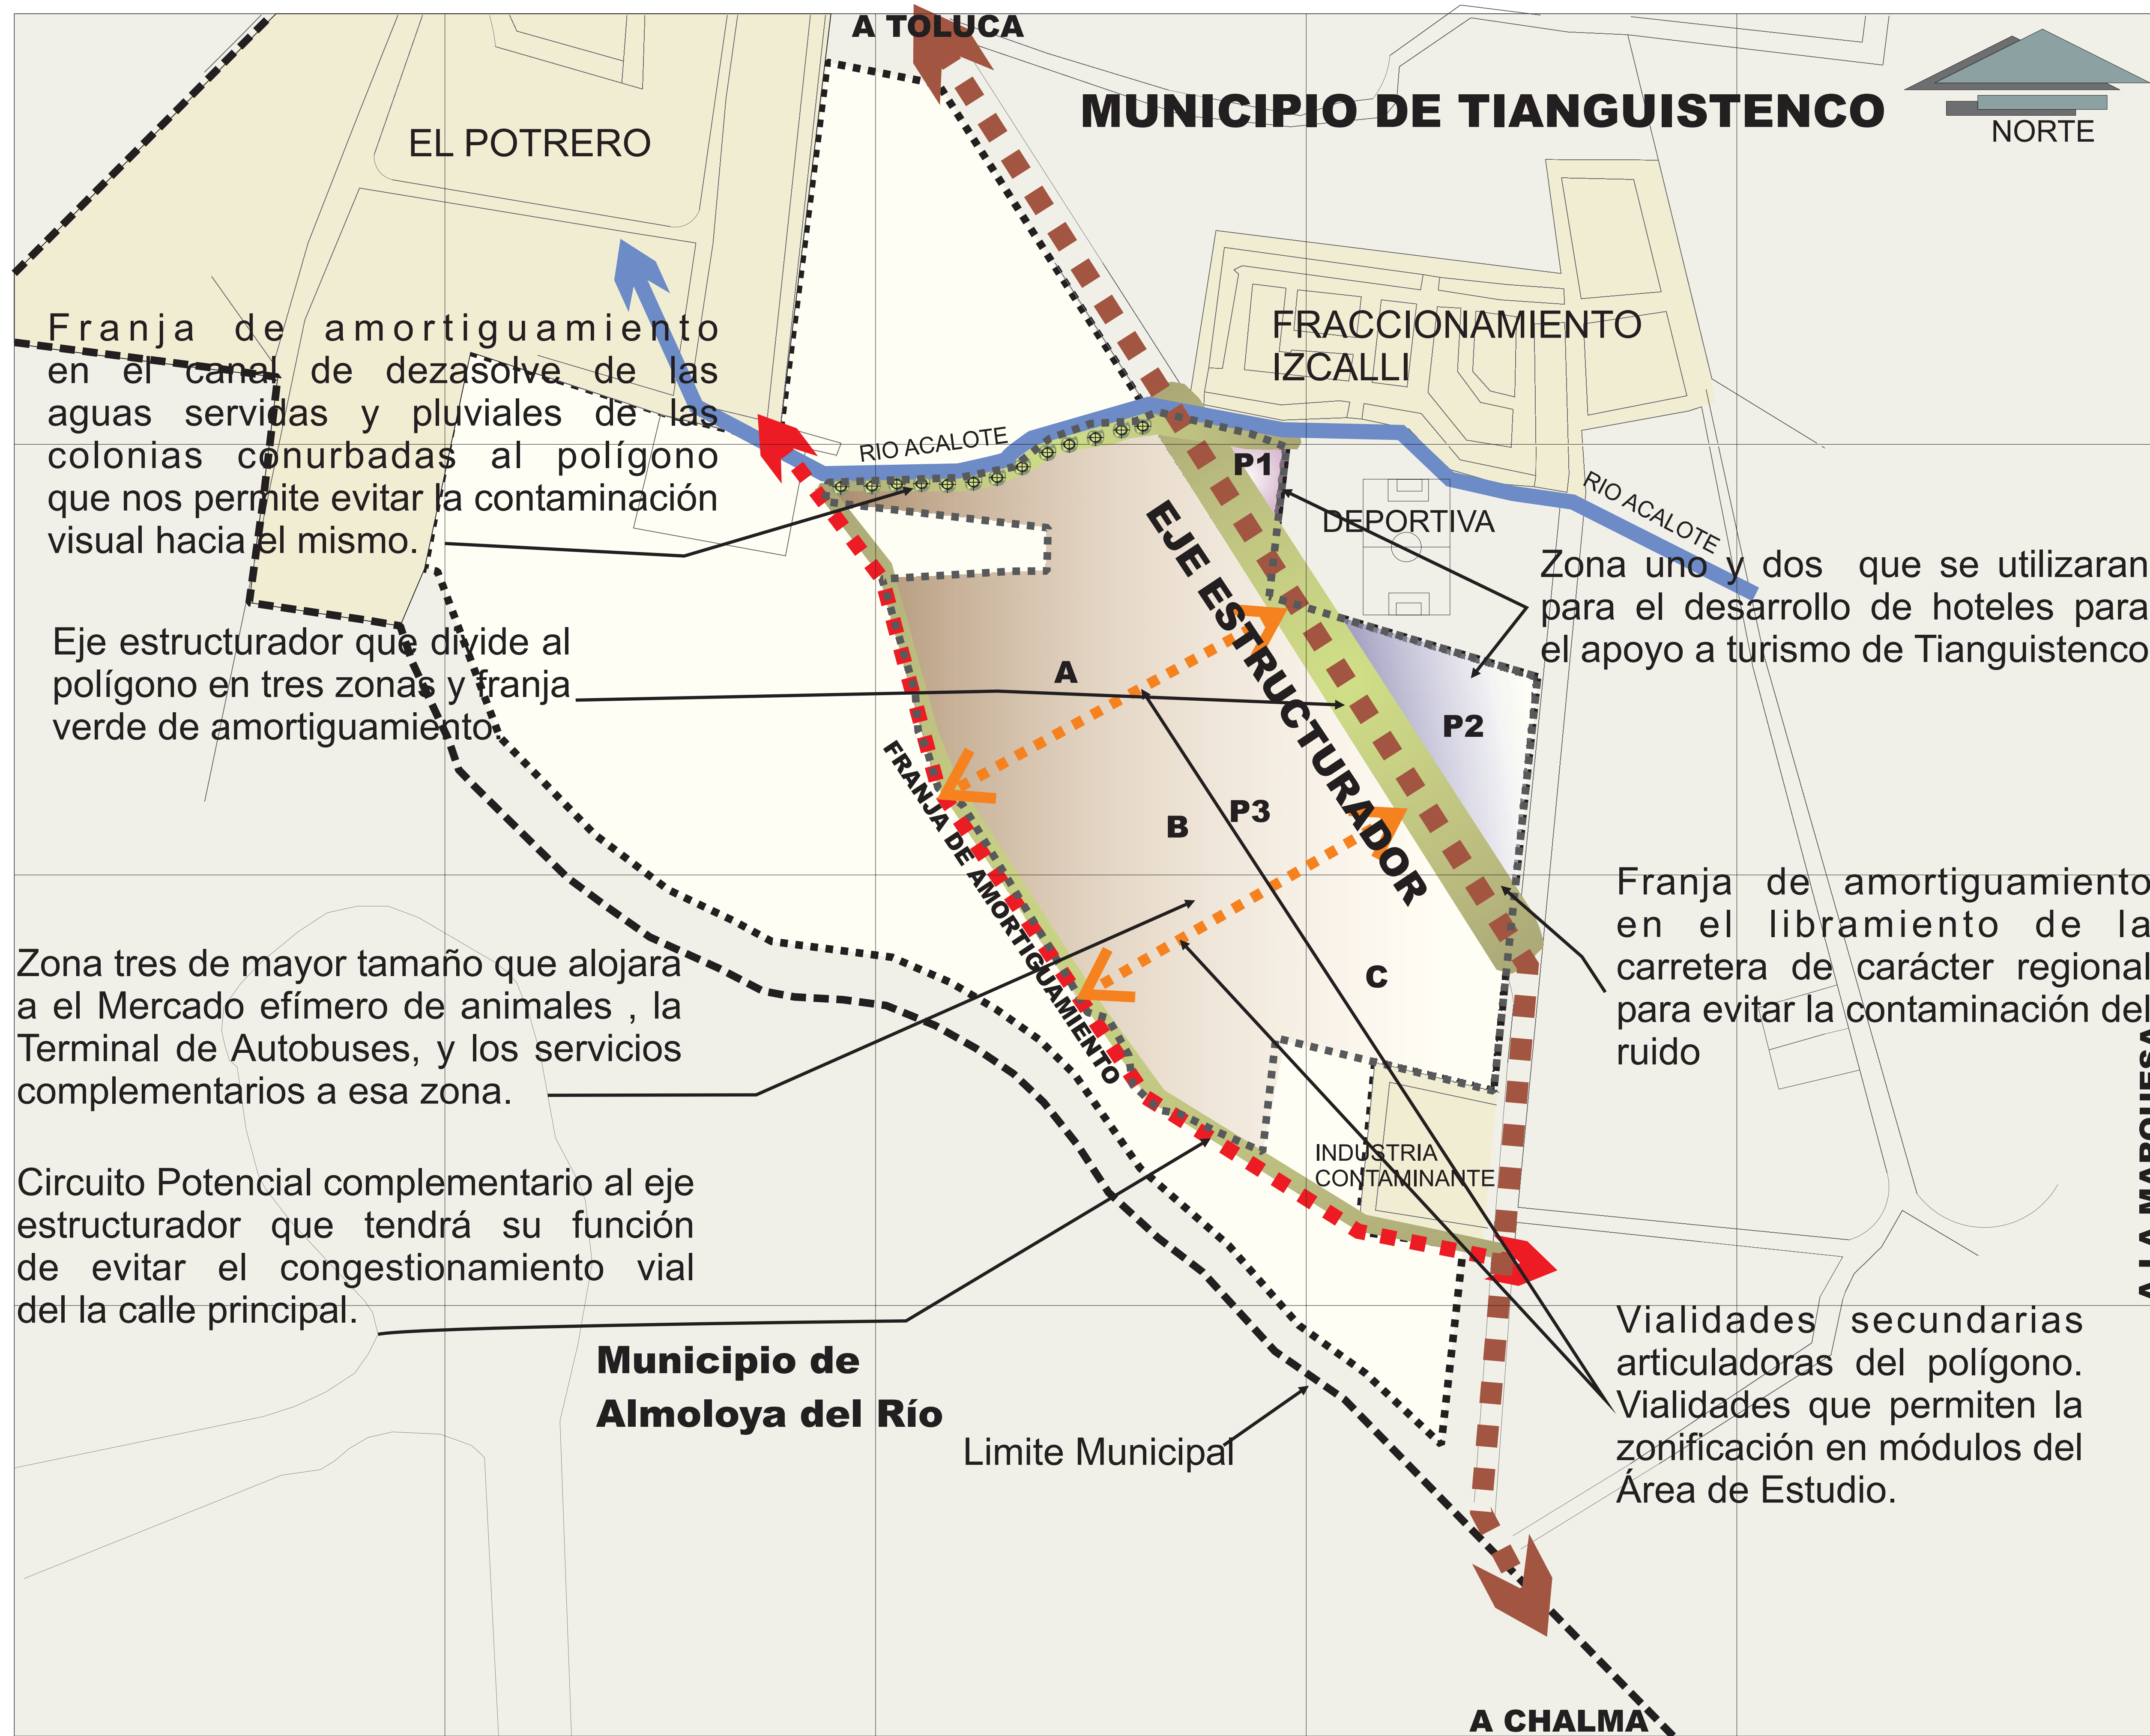 A TOLUCA
MUNICIPIO DE TIANGUISTENCO
NORTE
EL POTRERO
FRACCIONAMIENTO
IZCALLI
Franja de amortiguamiento
en el canal de dezasolve de las
aguas servidas y pluviales de las
colonias conurbadas al polígono
que nos permite evitar la contaminación
visual hacia el mismo.
RIO ACALOTE
P1
DEPORTIVA
RIO ACALOTE
EJE ESTRUCTURADOR
Zona uno y dos que se utilizaran
para el desarrollo de hoteles para
el apoyo a turismo de Tianguistenco
Eje estructurador que divide al
polígono en tres zonas y franja
verde de amortiguamiento.
A
P2
FRANJA DE AMORTIGUAMIENTO
B
P3
C
Franja de amortiguamiento
en el libramiento de la
carretera de carácter regional
para evitar la contaminación del
ruido
Zona tres de mayor tamaño que alojara
a el Mercado efímero de animales , la
Terminal de Autobuses, y los servicios
complementarios a esa zona.
A LA MARQUESA
INDUSTRIA
CONTAMINANTE
Circuito Potencial complementario al eje
estructurador que tendrá su función
de evitar el congestionamiento vial
del la calle principal.
Municipio de
Almoloya del Río
Limite Municipal
Vialidades secundarias
articuladoras del polígono.
Vialidades que permiten la
zonificación en módulos del
Área de Estudio.
A CHALMA